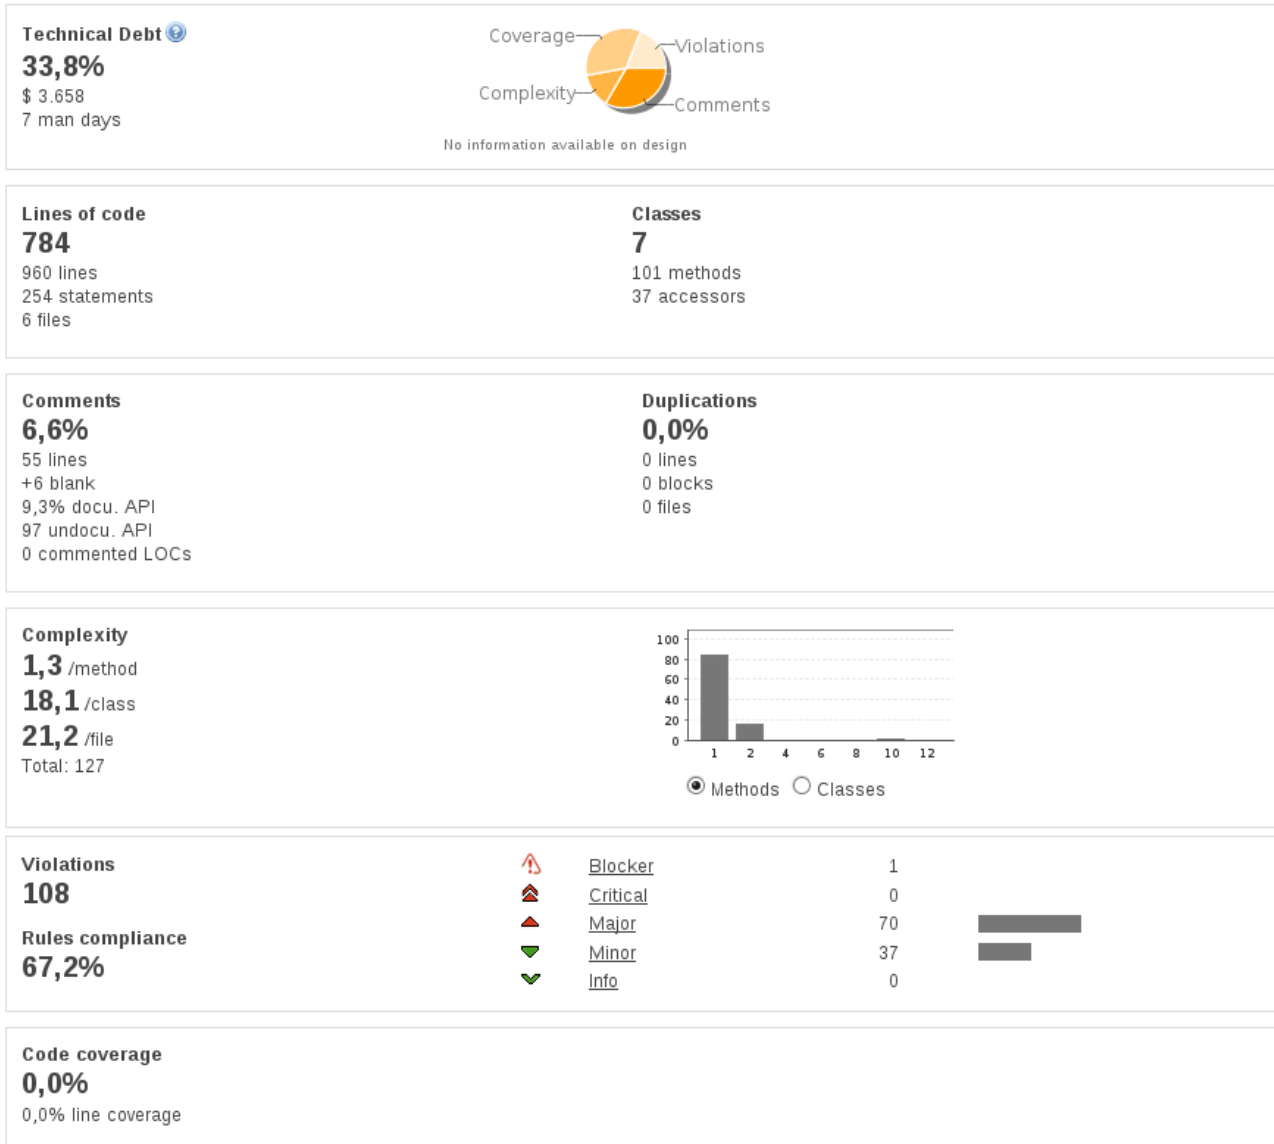 Technical Debt
33,8%
$ 3.658
7 man days
Coverage
Violations
Complexity
Comments
No information available on design
Lines of code
784
960 lines
254 statements
6 files
Classes
7
101 methods
37 accessors
Comments
6,6%
55 lines
+6 blank
9,3% docu. API
97 undocu. API
0 commented LOCs
Duplications
0,0%
0 lines
0 blocks
0 files
Complexity
1,3 /method
18,1 /class
21,2 /file
Total: 127
100
80
60
40
20
0
1 2 4 6 8 10 12
Methods Classes
Violations
108
Rules compliance
67,2%
Blocker 1
Critical 0
Major 70
Minor 37
Info 0
Code coverage
0,0%
0,0% line coverage